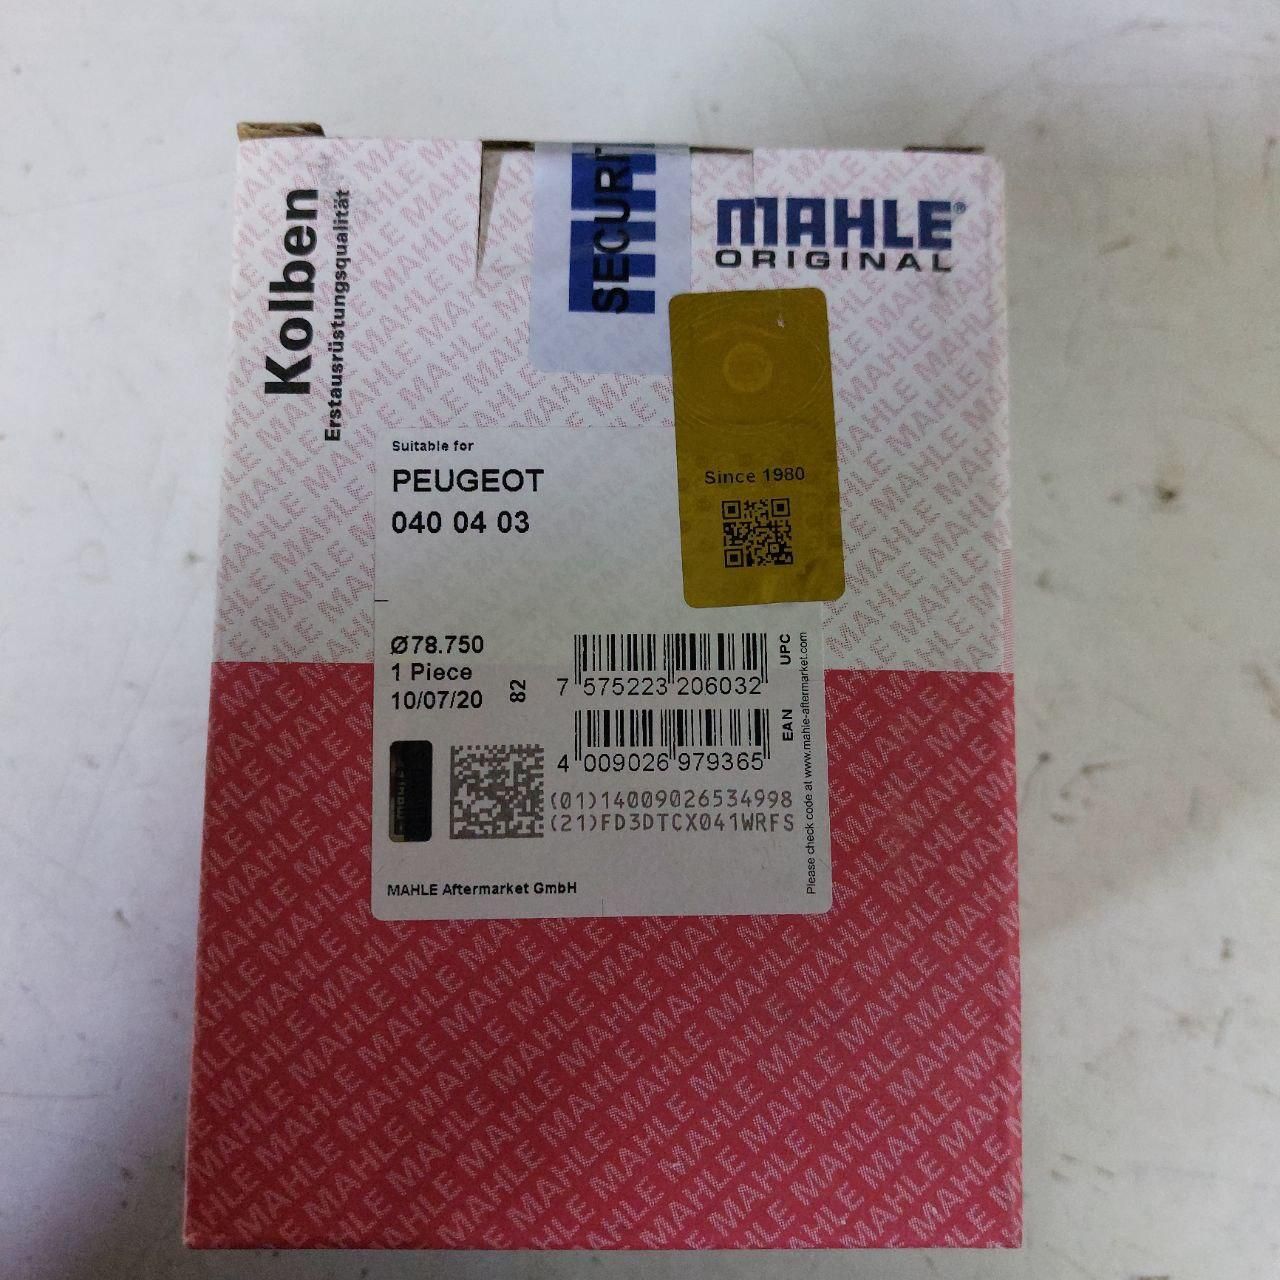 Kolben
Erstausrüstungsqualität
SECURIT
MAHLE®
ORIGINAL
Since 1980
Suitable for
PEUGEOT
040 04 03
Ø78.750
1 Piece
10/07/20
82
7 575223 206032
UPC
4 009026 979365
EAN
(01)14009026534998
(21)FD3DTCX041WRFS
MAHLE Aftermarket GmbH
Please check code at www.mahle-aftermarket.com